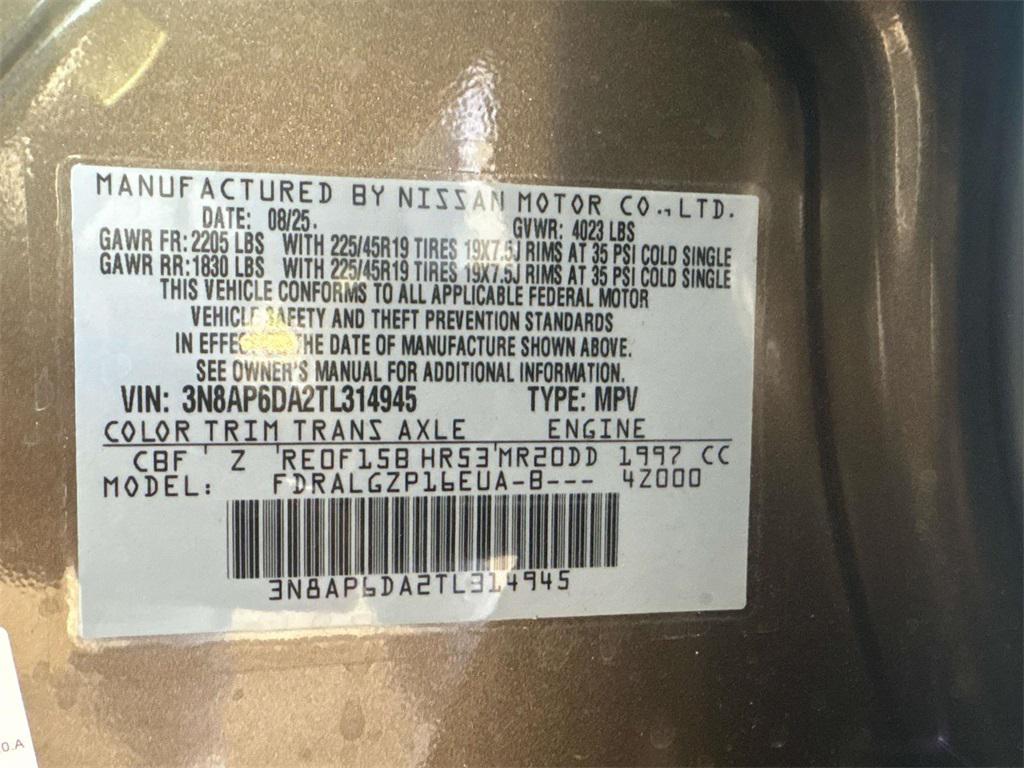 MANUFACTURED BY NISSAN MOTOR CO., LTD.
DATE: 08/25. GVWR: 4023 LBS
GAWR FR: 2205 LBS WITH 225/45R19 TIRES 19X7.5J RIMS AT 35 PSI COLD SINGLE
GAWR RR: 1830 LBS WITH 225/45R19 TIRES 19X7.5J RIMS AT 35 PSI COLD SINGLE
THIS VEHICLE CONFORMS TO ALL APPLICABLE FEDERAL MOTOR
VEHICLE SAFETY AND THEFT PREVENTION STANDARDS
IN EFFE THE DATE OF MANUFACTURE SHOWN ABOVE.
SEE OWNER'S MANUAL FOR ADDITIONAL INFORMATION.
VIN: 3N8AP6DA2TL314945 TYPE: MPV
COLOR TRIM TRANS AXLE ENGINE
CBF Z RE0F15B HR53 MR20DD 1997 CC
MODEL: FDRALGZP16EUA-B--- 4Z000
3N8AP6DA2TL314945
O.A